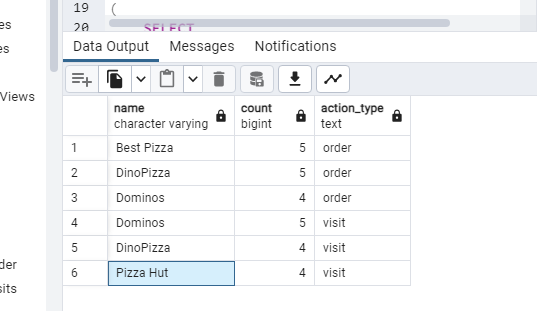 19 (
20 SELECT
es
es
Views
der
sits
Data Output Messages Notifications
name count action_type
character varying bigint text
1 Best Pizza 5 order
2 DinoPizza 5 order
3 Dominos 4 order
4 Dominos 5 visit
5 DinoPizza 4 visit
6 Pizza Hut 4 visit